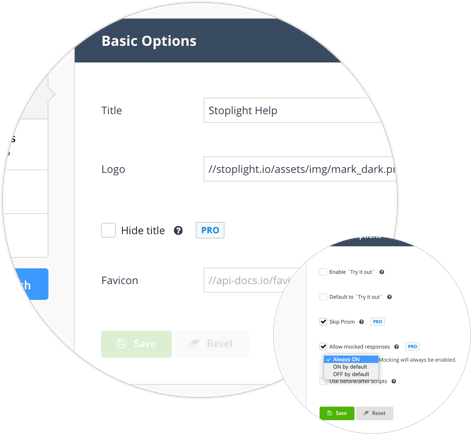 Basic Options
Title
Stoplight Help
Logo
//stoplight.io/assets/img/mark_dark.pr
Hide title ? PRO
Favicon
//api-docs.io/favi
Save
Reset
Enable `Try it out` ?
Default to `Try it out` ?
Skip Prism ? PRO
Allow mocked responses ? PRO
✓ Always ON
Mocking will always be enabled.
ON by default
OFF by default
Use before/after scripts ?
Save
Reset